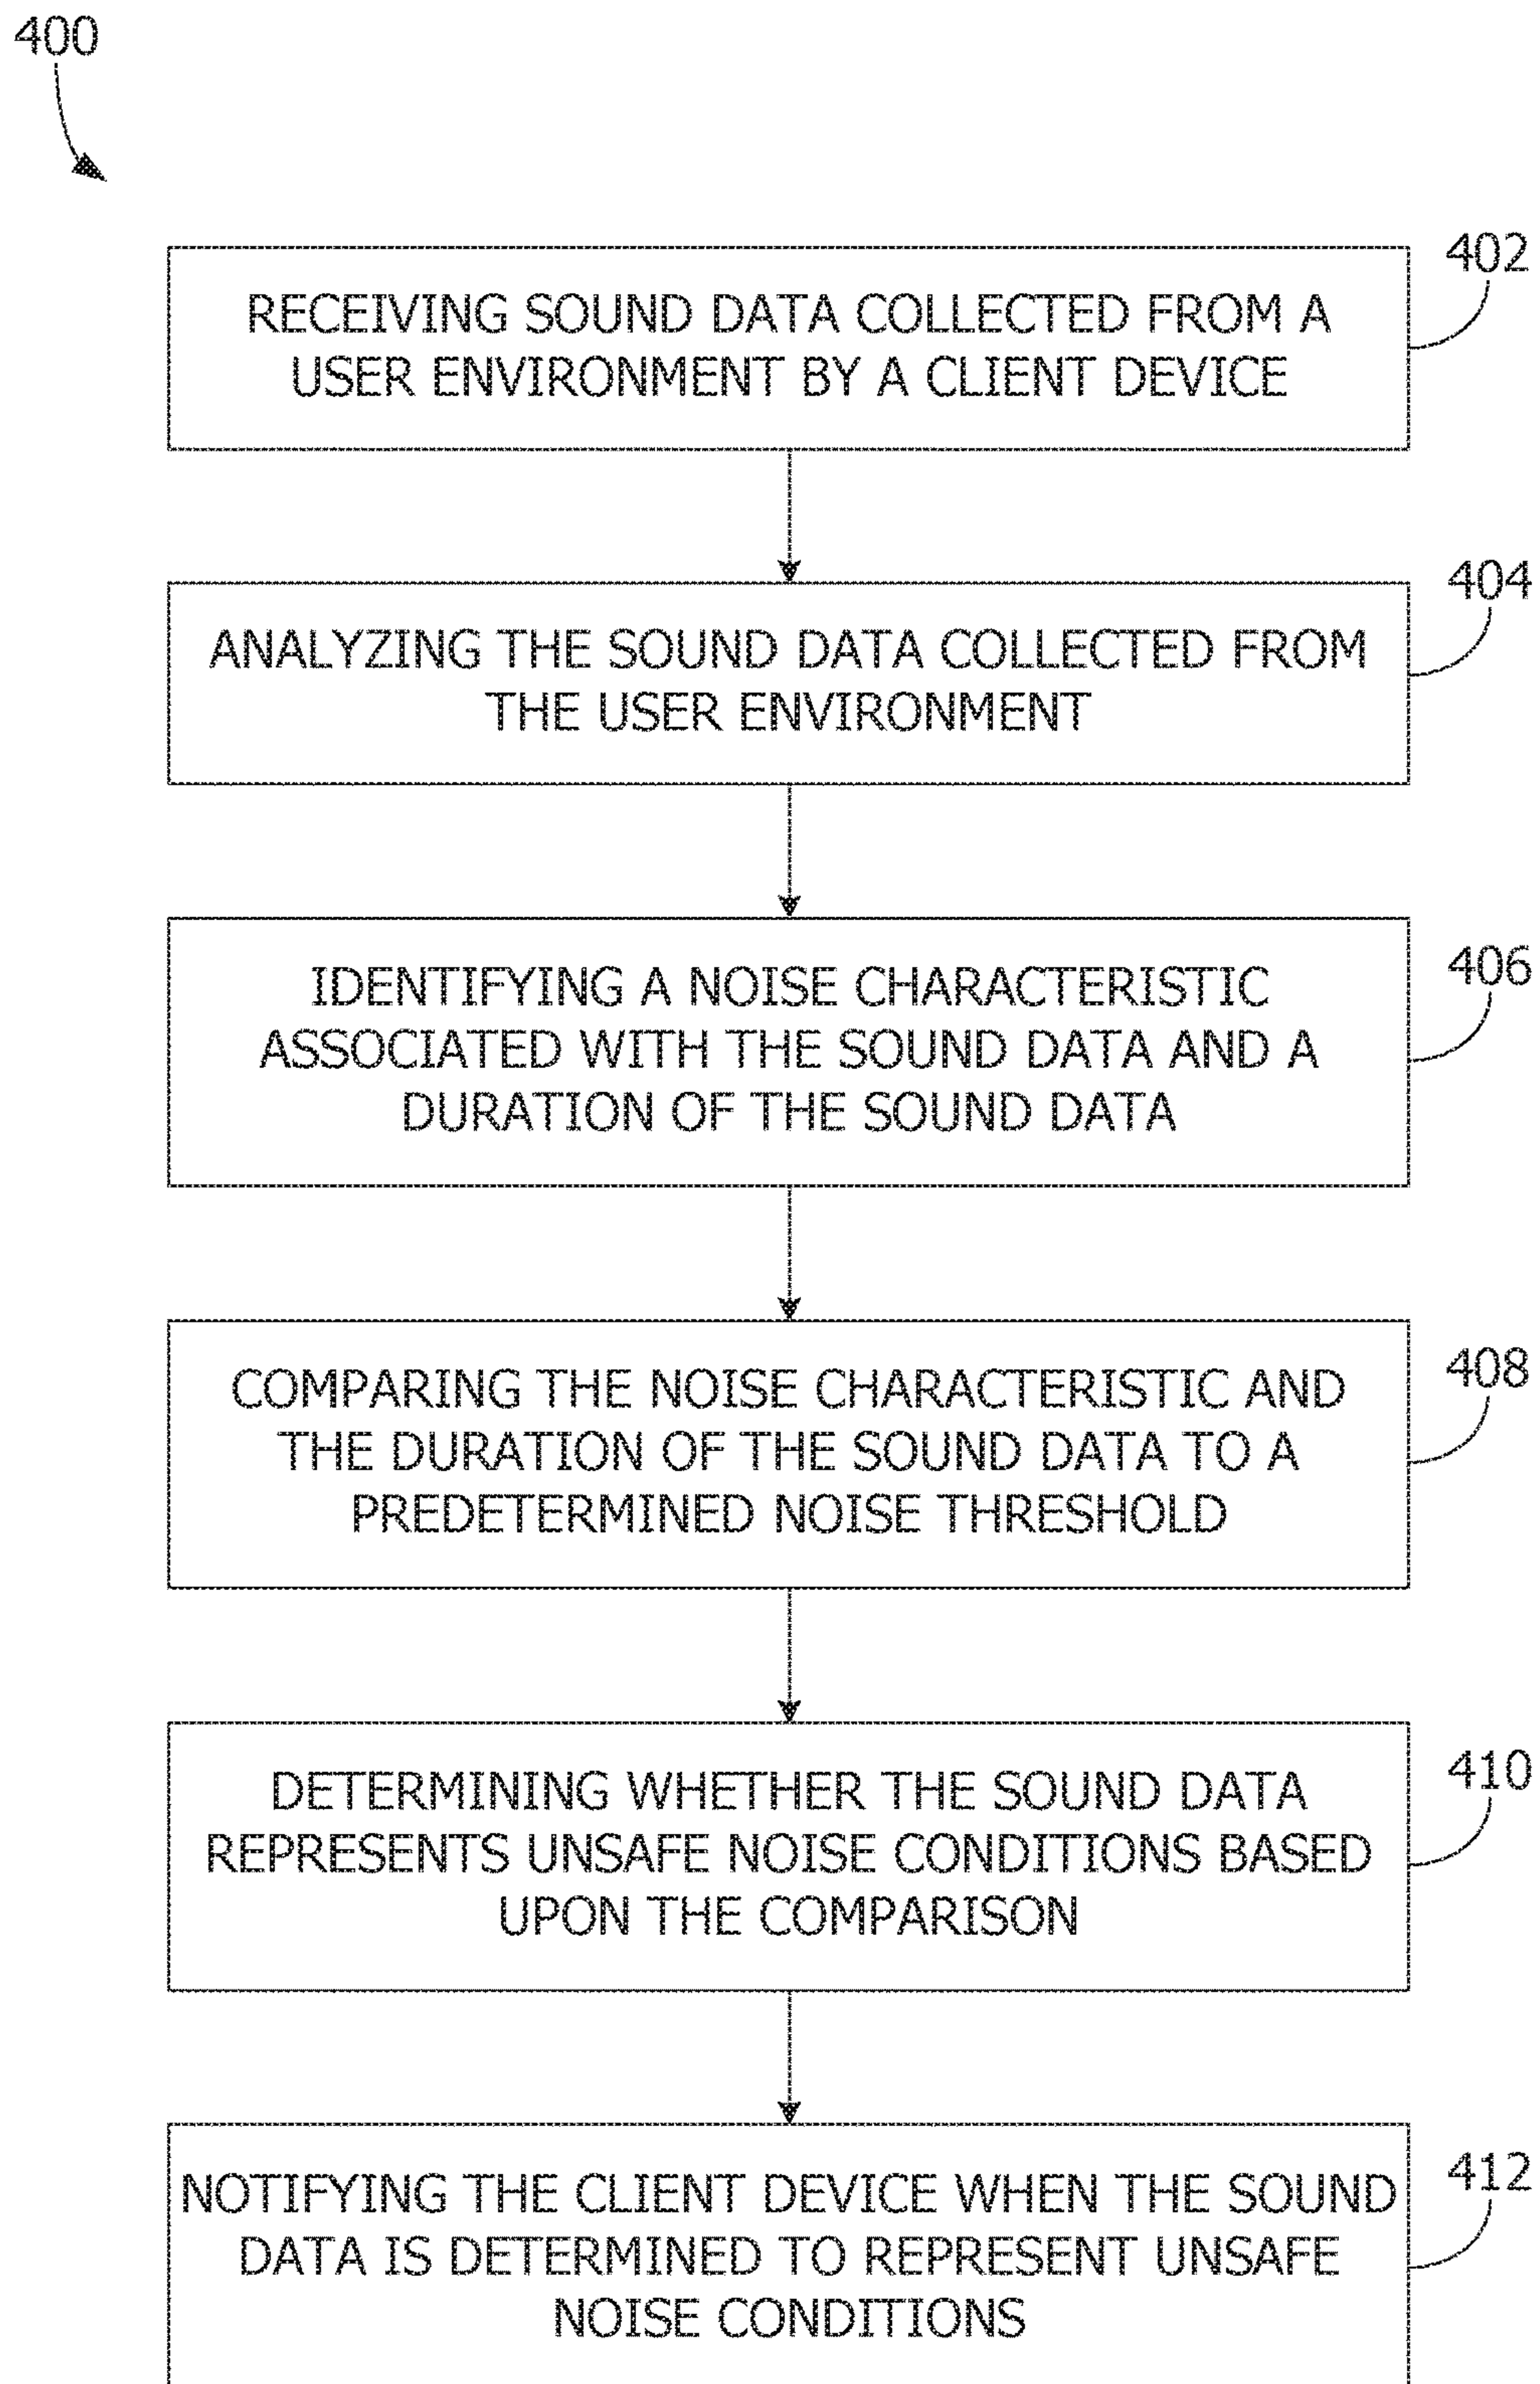 400
402
RECEIVING SOUND DATA COLLECTED FROM A
USER ENVIRONMENT BY A CLIENT DEVICE
404
ANALYZING THE SOUND DATA COLLECTED FROM
THE USER ENVIRONMENT
406
IDENTIFYING A NOISE CHARACTERISTIC
ASSOCIATED WITH THE SOUND DATA AND A
DURATION OF THE SOUND DATA
408
COMPARING THE NOISE CHARACTERISTIC AND
THE DURATION OF THE SOUND DATA TO A
PREDETERMINED NOISE THRESHOLD
410
DETERMINING WHETHER THE SOUND DATA
REPRESENTS UNSAFE NOISE CONDITIONS BASED
UPON THE COMPARISON
412
NOTIFYING THE CLIENT DEVICE WHEN THE SOUND
DATA IS DETERMINED TO REPRESENT UNSAFE
NOISE CONDITIONS